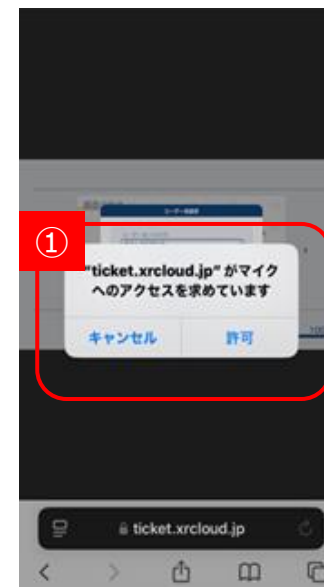 ①
"ticket.xrcloud.jp" がマイク
へのアクセスを求めています
キャンセル
許可
ticket.xrcloud.jp